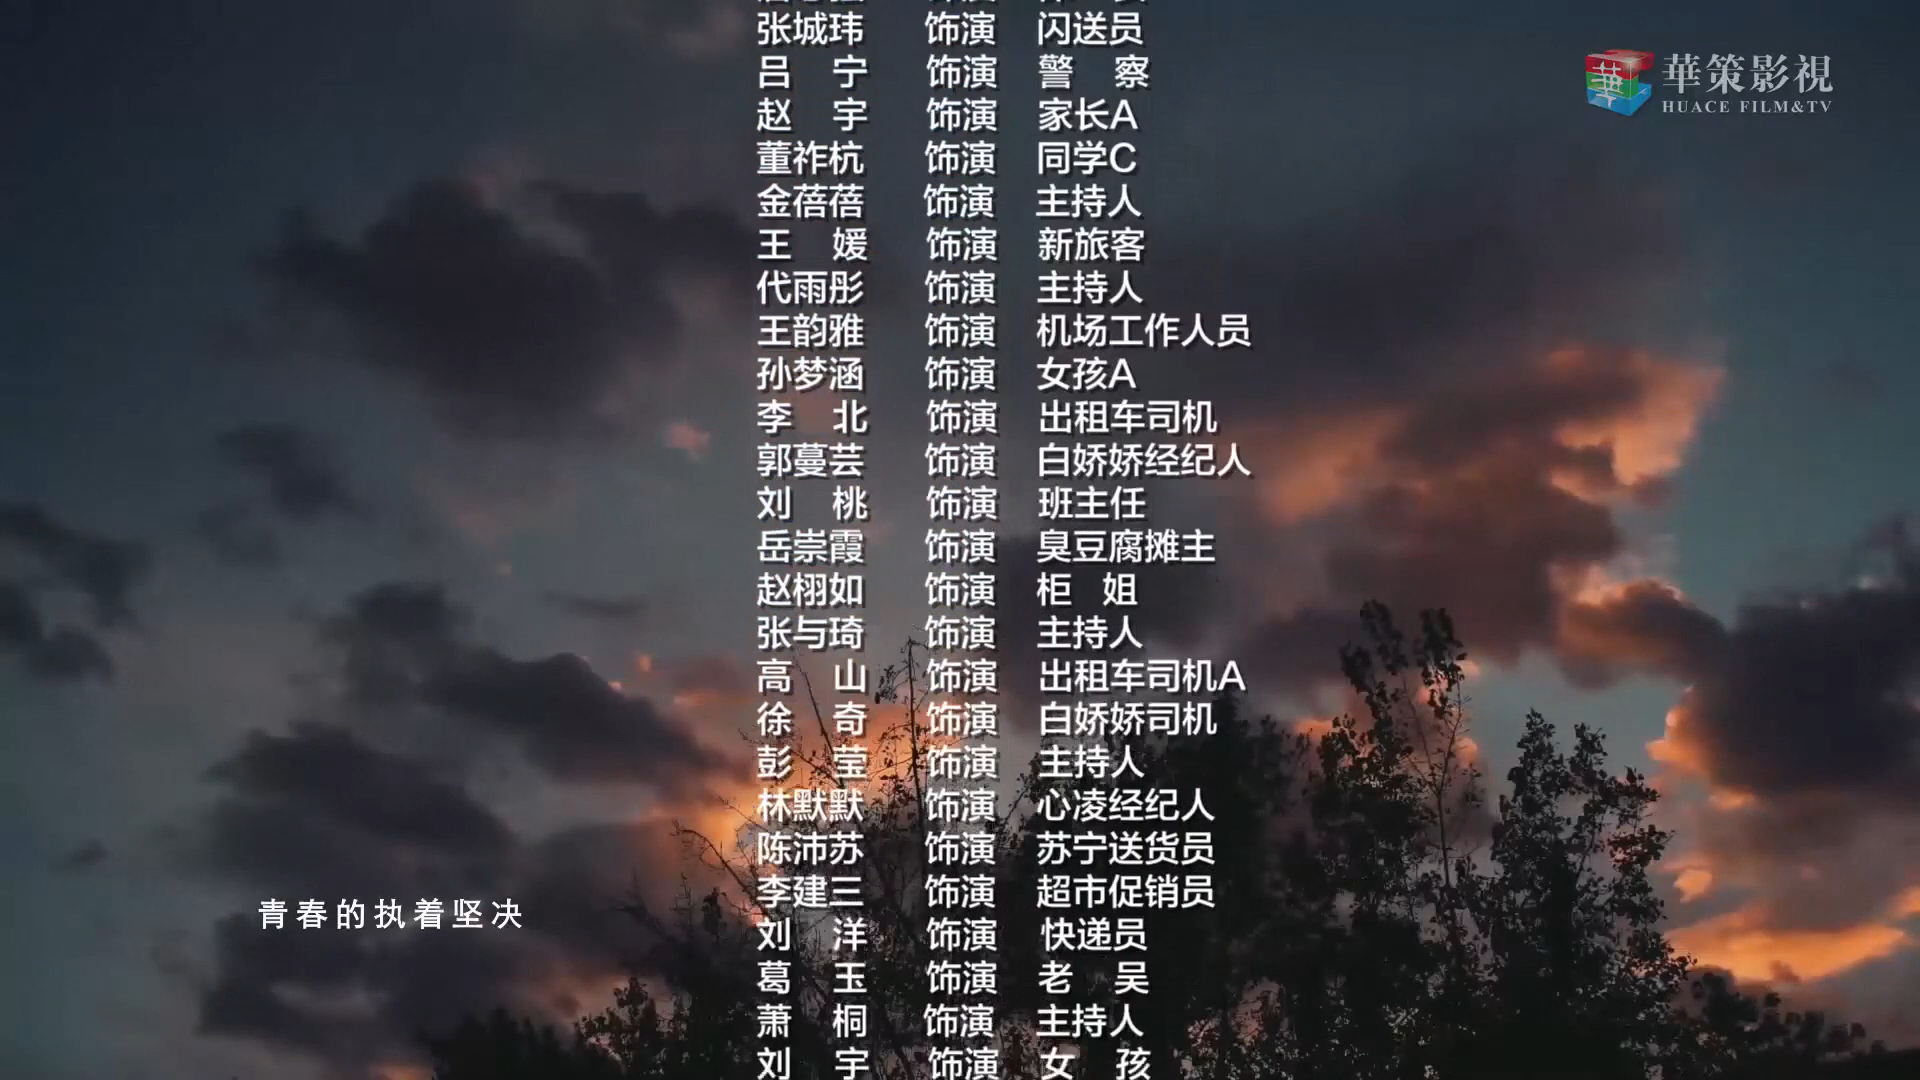 张城玮 饰演 闪送员
吕宁 饰演 警察
赵宇 饰演 家长A
董祚杭 饰演 同学C
金蓓蓓 饰演 主持人
王媛 饰演 新旅客
代雨彤 饰演 主持人
王韵雅 饰演 机场工作人员
孙梦涵 饰演 女孩A
李北 饰演 出租车司机
郭蔓芸 饰演 白娇娇经纪人
刘桃 饰演 班主任
岳崇霞 饰演 臭豆腐摊主
赵栩如 饰演 柜姐
张与琦 饰演 主持人
高山 饰演 出租车司机A
徐奇 饰演 白娇娇司机
彭莹 饰演 主持人
林默默 饰演 心凌经纪人
陈沛苏 饰演 苏宁送货员
李建三 饰演 超市促销员
刘洋 饰演 快递员
葛玉 饰演 老吴
萧桐 饰演 主持人
刘宇 饰演 女孩
青春的执着坚决
華策影視
HUACE FILM&TV